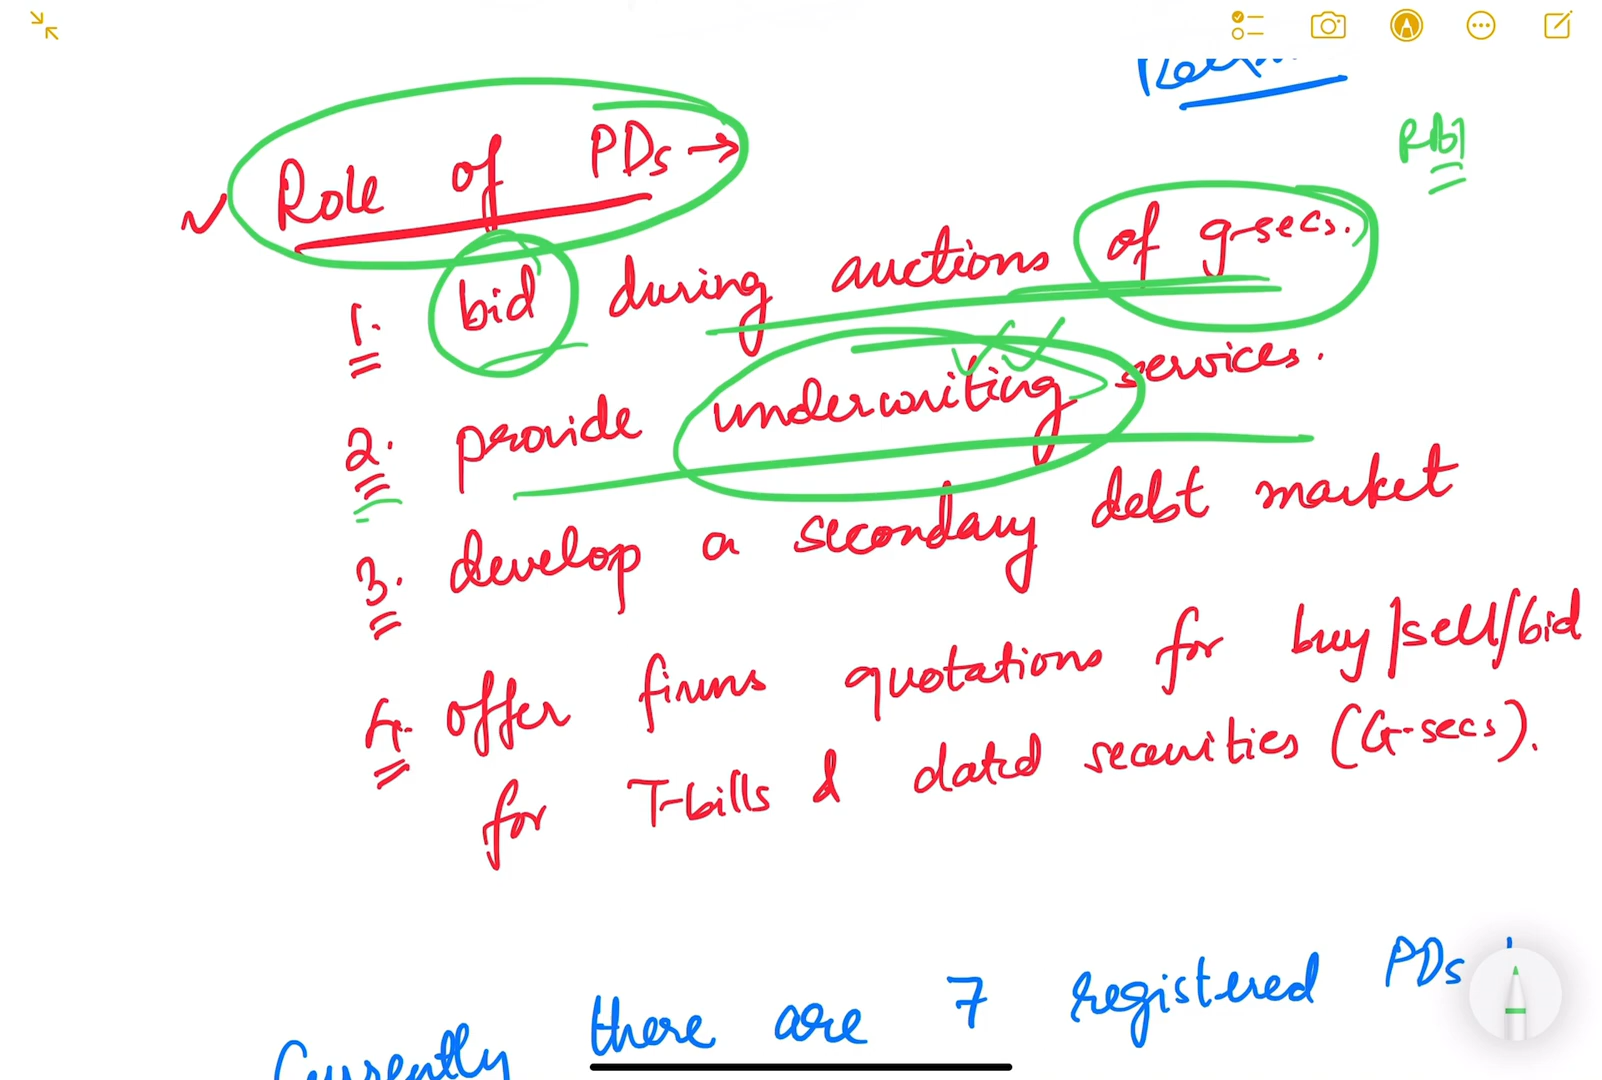 RBI
Role of PDs →
1. bid during auctions of g-secs.
2. provide underwriting services.
3. develop a secondary debt market
4. offer firms quotations for buy/sell/bid
for T-bills & dated securities (G-secs).
Currently there are 7 registered PDs